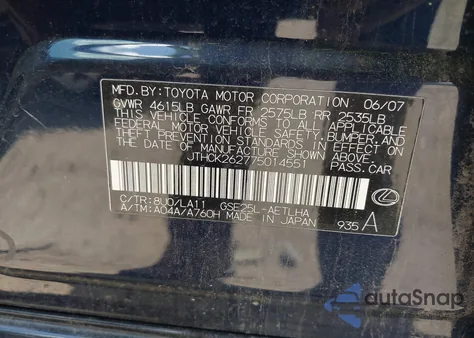 MFD. BY: TOYOTA MOTOR CORPORATION 06/07
GVWR 4615LB GAWR FR 2575LB RR 2535LB
THIS VEHICLE CONFORMS TO ALL APPLICABLE
FEDERAL MOTOR VEHICLE SAFETY, BUMPER, AND
THEFT PREVENTION STANDARDS IN EFFECT ON
THE DATE OF MANUFACTURE SHOWN ABOVE.
JTHCK262775014551 PASS. CAR
C/TR: 8U0/LA11 GSE25L-AETLHA
A/TM: A04A/A760H MADE IN JAPAN 935 A
autoSnap